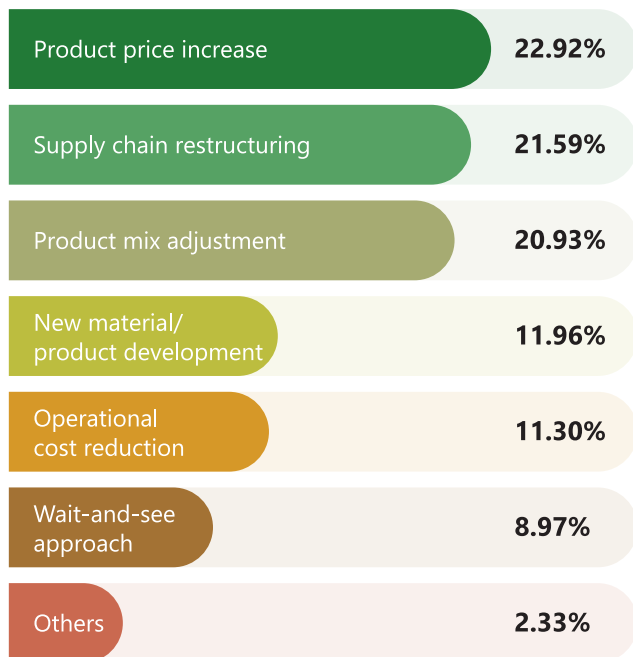 Product price increase 22.92%
Supply chain restructuring 21.59%
Product mix adjustment 20.93%
New material/
product development 11.96%
Operational
cost reduction 11.30%
Wait-and-see
approach 8.97%
Others 2.33%